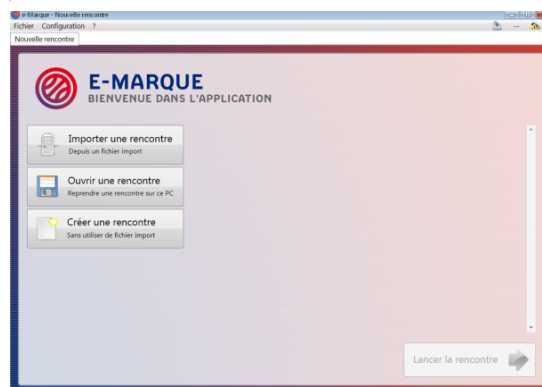 e-Marque - Nouvelle rencontre
Fichier Configuration ?
--
Nouvelle rencontre
E-MARQUE
BIENVENUE DANS L'APPLICATION
Importer une rencontre
Depuis un fichier import
Ouvrir une rencontre
Reprendre une rencontre sur ce PC
Créer une rencontre
Sans utiliser de fichier import
Lancer la rencontre